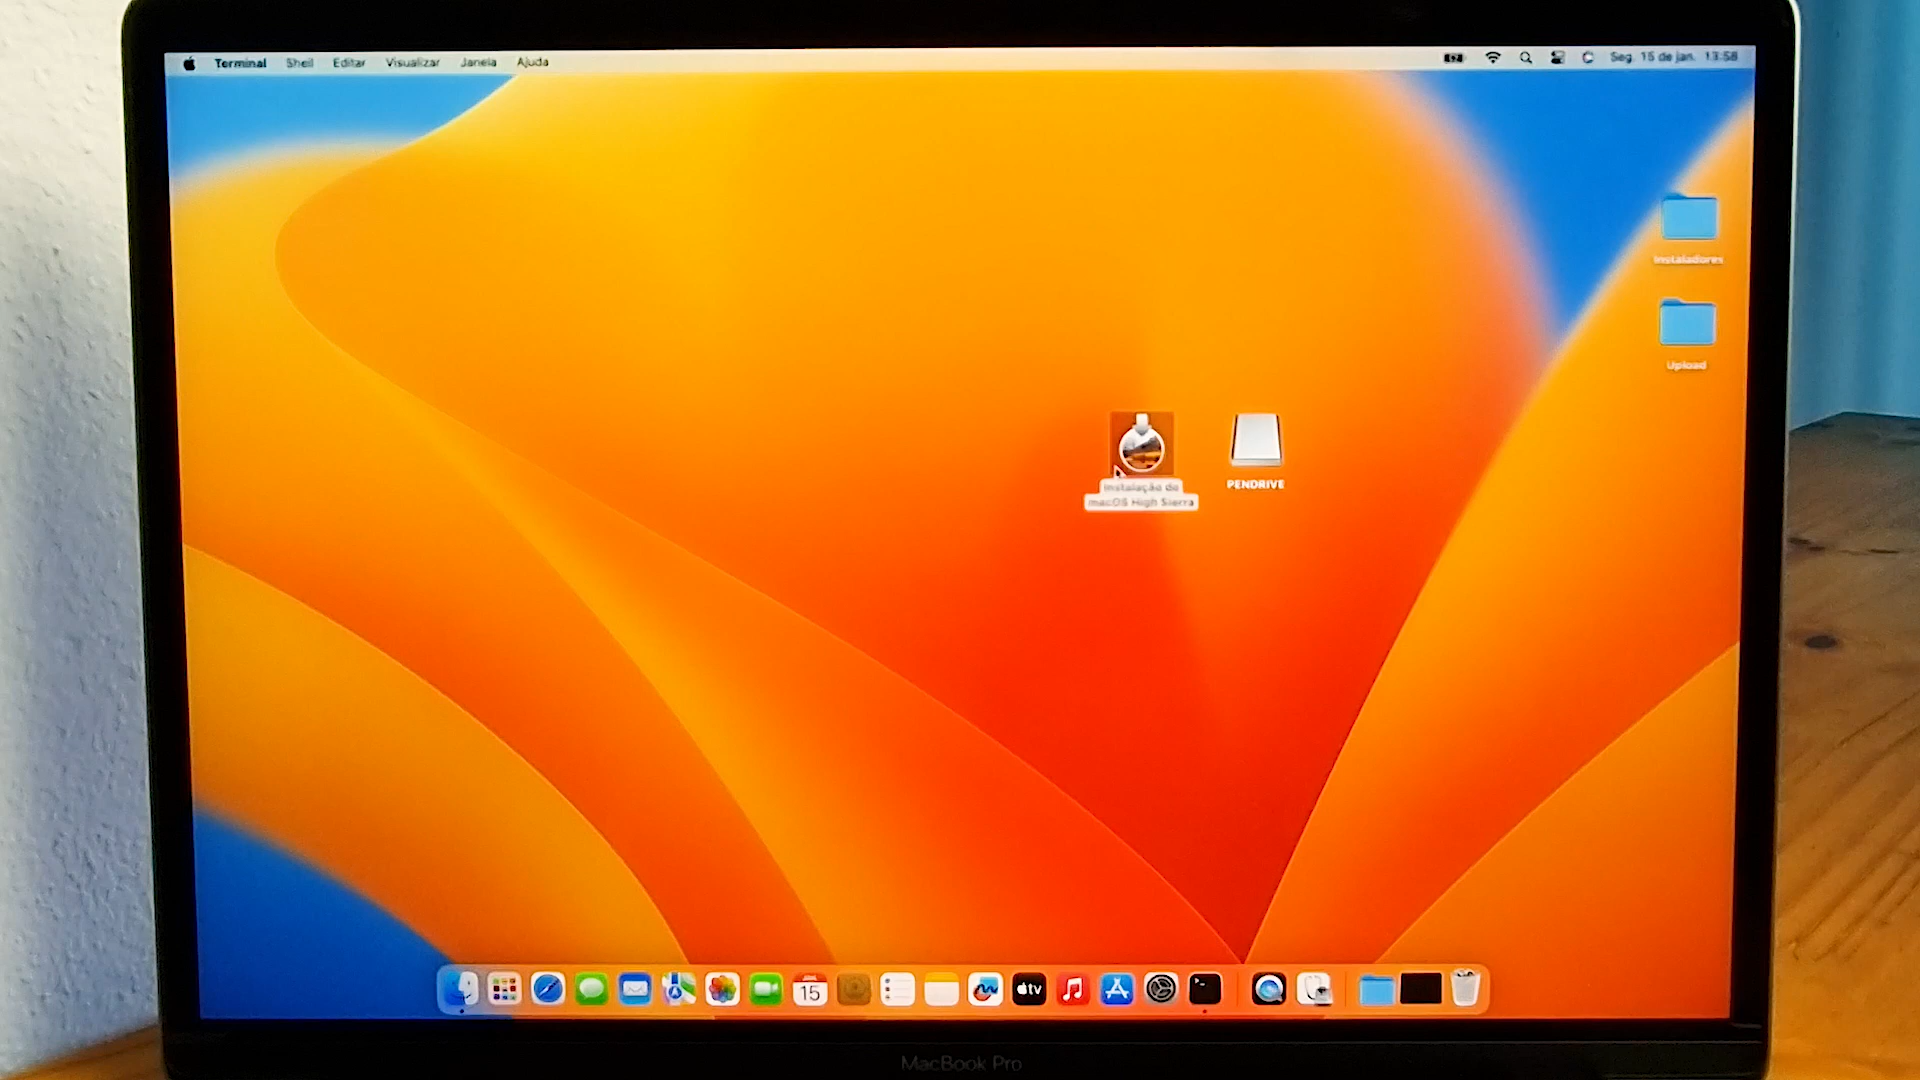 Terminal Shell Editar Visualizar Janela Ajuda
Seg. 15 de jan. 13:58
Instaladores
Upload
Instalação do
macOS High Sierra
PENDRIVE
15
tv
MacBook Pro